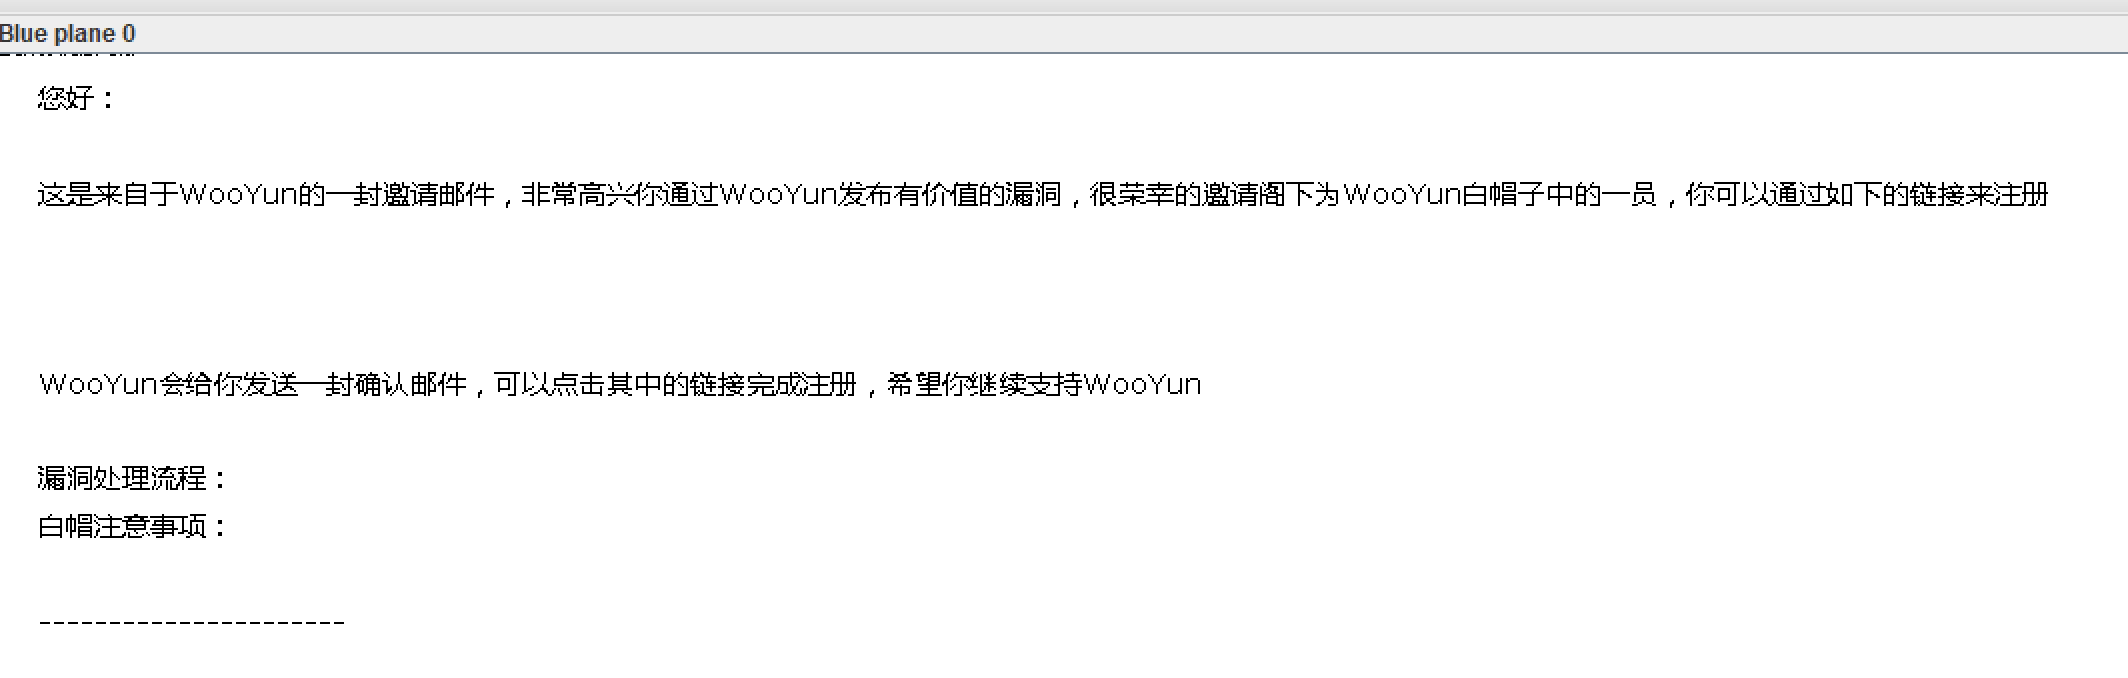 Blue plane 0
您好：
这是来自于WooYun的一封邀请邮件，非常高兴你通过WooYun发布有价值的漏洞，很荣幸的邀请阁下为WooYun白帽子中的一员，你可以通过如下的链接来注册
WooYun会给你发送一封确认邮件，可以点击其中的链接完成注册，希望你继续支持WooYun
漏洞处理流程：
白帽注意事项：
----------------------